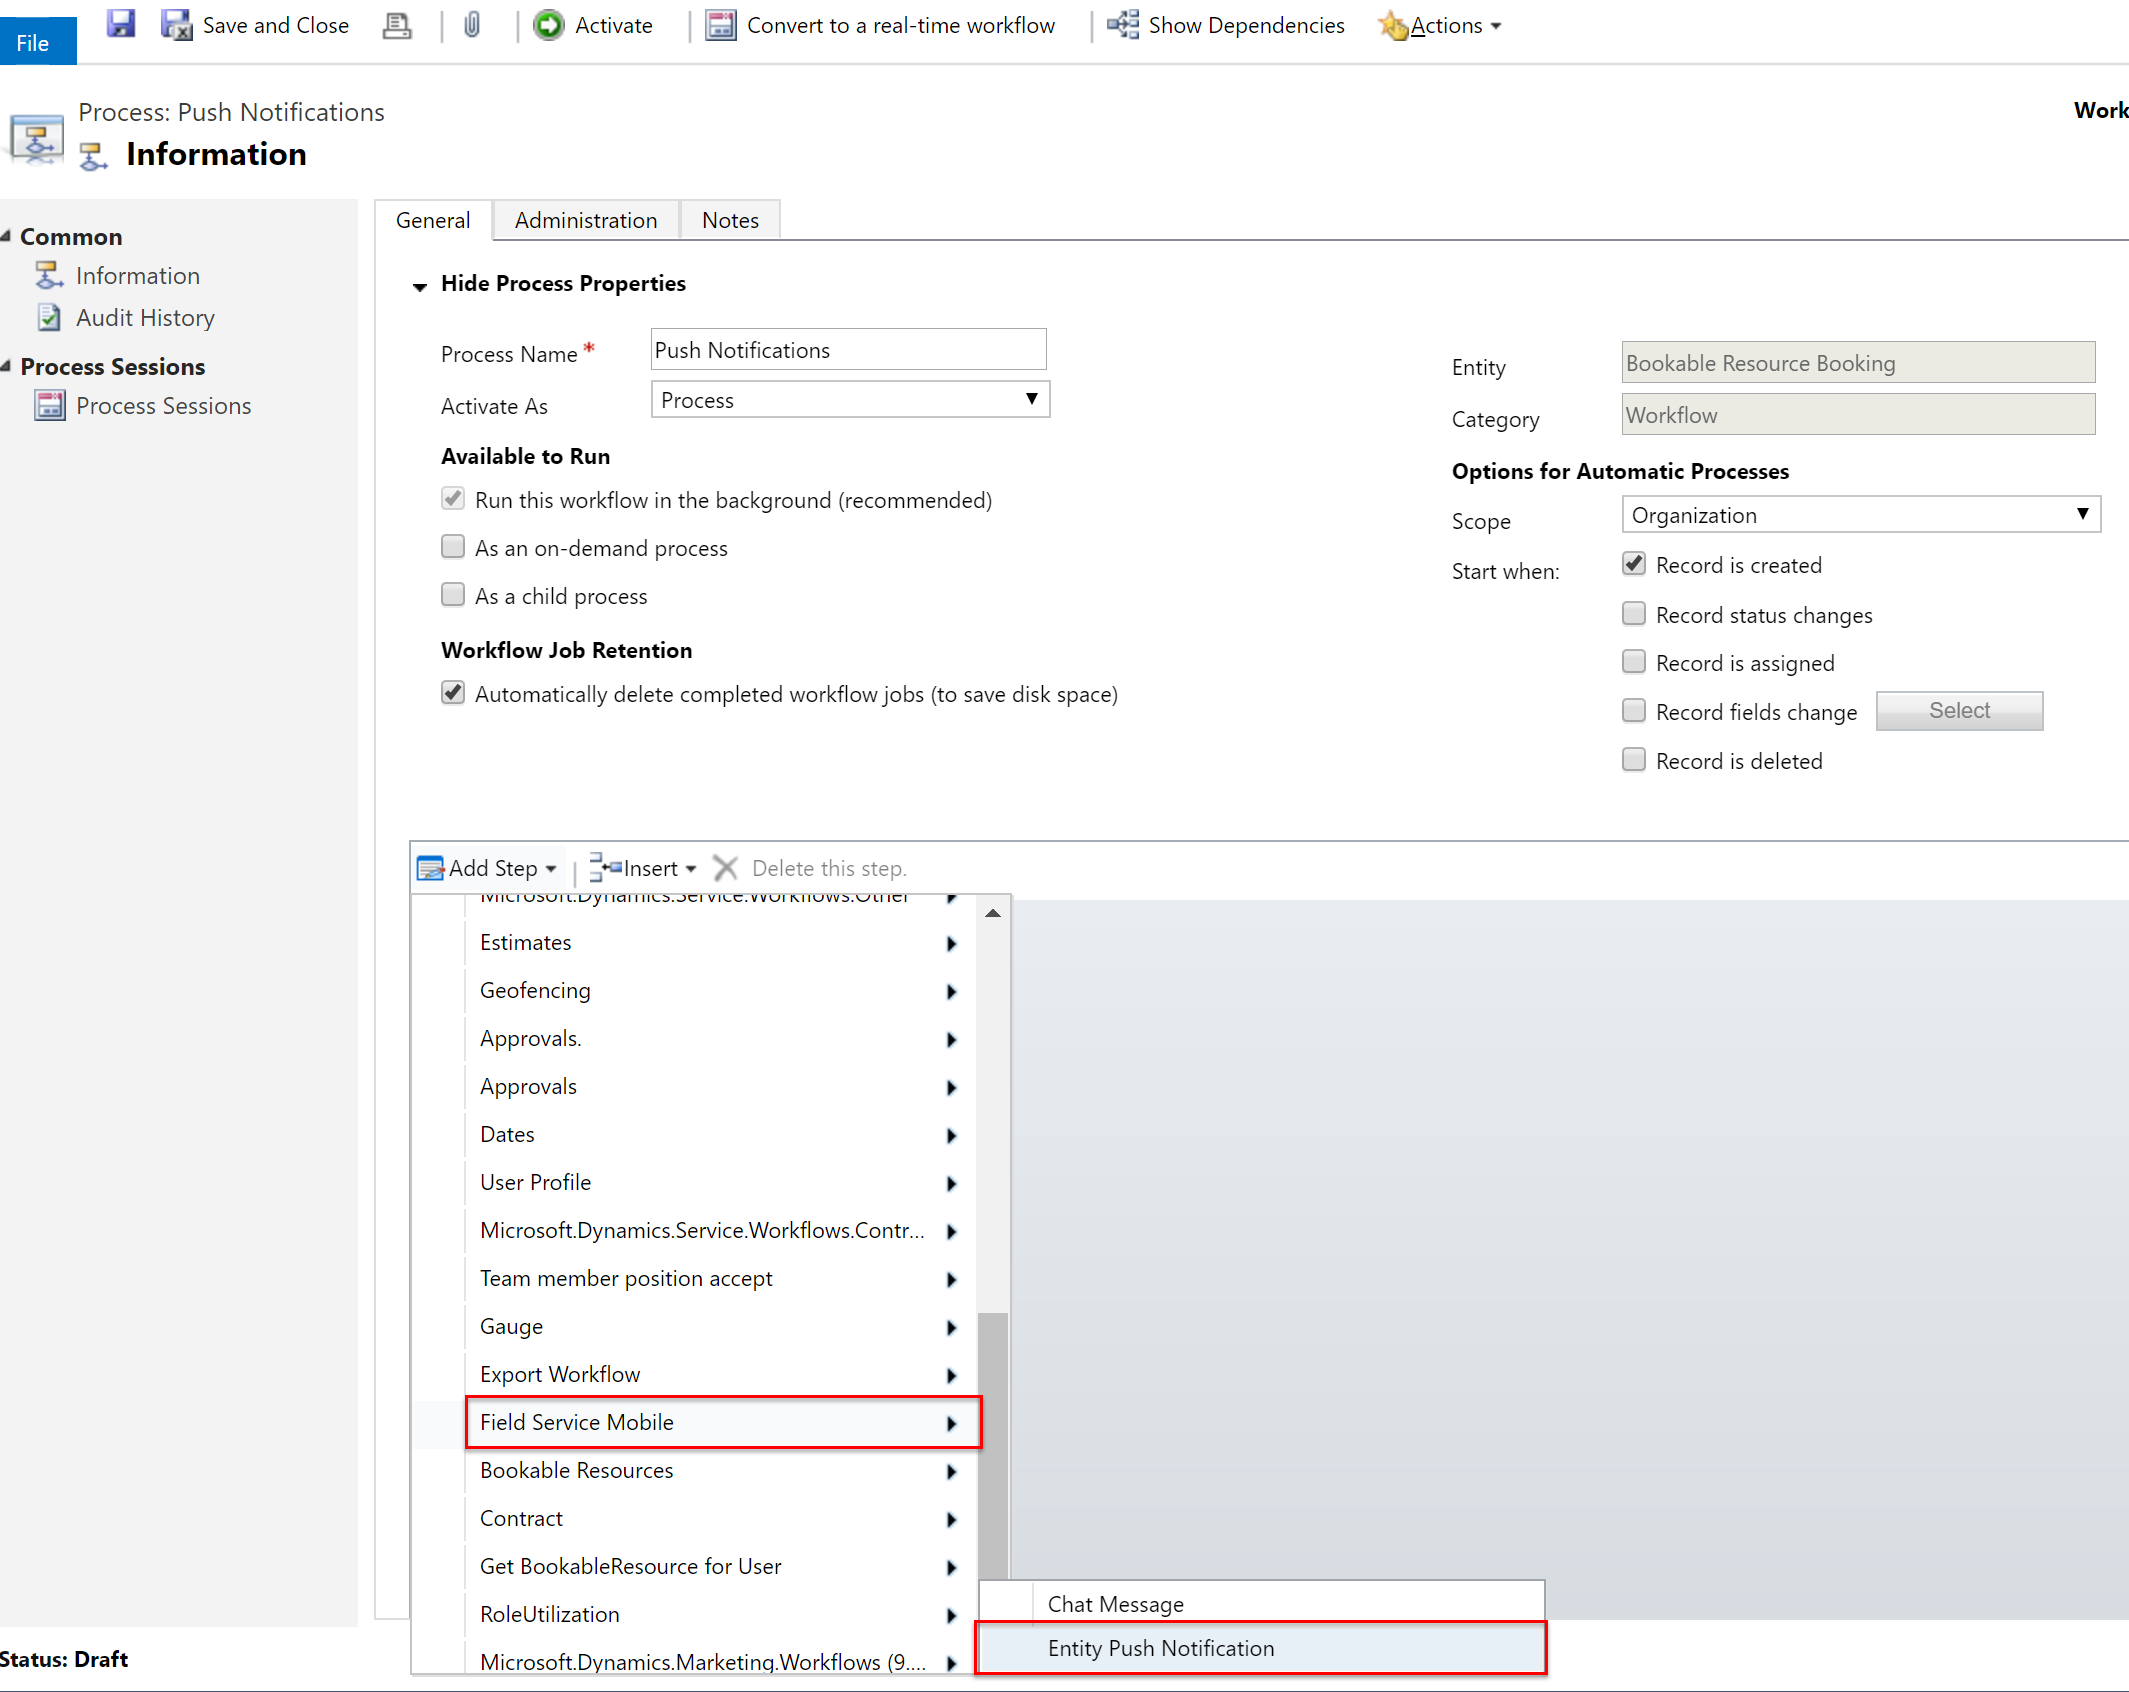 File
Save and Close
Activate
Convert to a real-time workflow
Show Dependencies
Actions
Process: Push Notifications
Information
Work
Common
Information
Audit History
Process Sessions
Process Sessions
General
Administration
Notes
Hide Process Properties
Process Name *
Push Notifications
Activate As
Process
Available to Run
Run this workflow in the background (recommended)
As an on-demand process
As a child process
Workflow Job Retention
Automatically delete completed workflow jobs (to save disk space)
Entity
Bookable Resource Booking
Category
Workflow
Options for Automatic Processes
Scope
Organization
Start when:
Record is created
Record status changes
Record is assigned
Record fields change
Select
Record is deleted
Add Step
Insert
Delete this step.
Microsoft.Dynamics.Service.Workflows.Other
Estimates
Geofencing
Approvals.
Approvals
Dates
User Profile
Microsoft.Dynamics.Service.Workflows.Contr...
Team member position accept
Gauge
Export Workflow
Field Service Mobile
Bookable Resources
Contract
Get BookableResource for User
RoleUtilization
Microsoft.Dynamics.Marketing.Workflows (9....
Chat Message
Entity Push Notification
Status: Draft